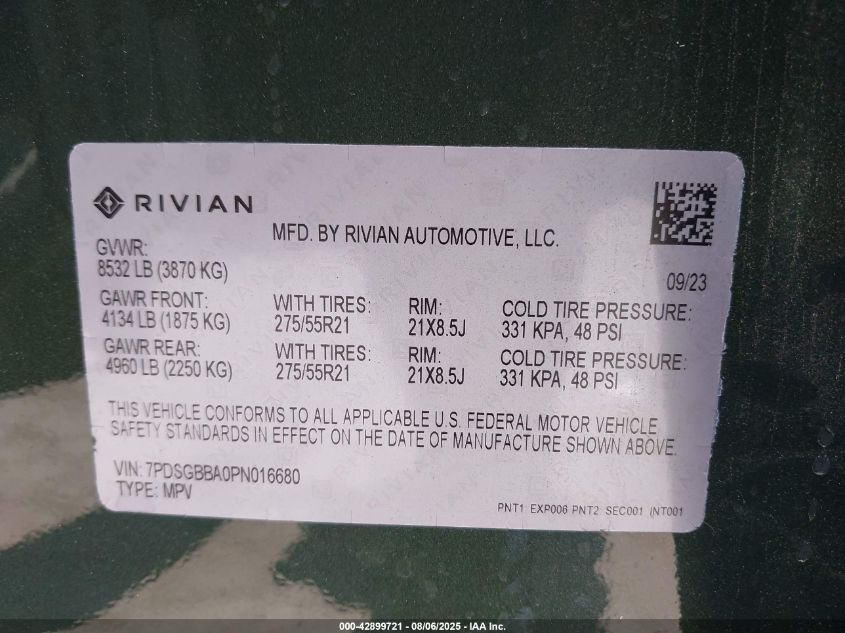 RIVIAN
MFD. BY RIVIAN AUTOMOTIVE, LLC.
GVWR:
8532 LB (3870 KG)
09/23
GAWR FRONT: WITH TIRES: RIM: COLD TIRE PRESSURE:
4134 LB (1875 KG) 275/55R21 21X8.5J 331 KPA, 48 PSI
GAWR REAR: WITH TIRES: RIM: COLD TIRE PRESSURE:
4960 LB (2250 KG) 275/55R21 21X8.5J 331 KPA, 48 PSI
THIS VEHICLE CONFORMS TO ALL APPLICABLE U.S. FEDERAL MOTOR VEHICLE
SAFETY STANDARDS IN EFFECT ON THE DATE OF MANUFACTURE SHOWN ABOVE.
VIN: 7PDSGBBA0PN016680
TYPE: MPV
PNT1 EXP006 PNT2 SEC001 (NT001
000-42899721 - 08/06/2025 - IAA Inc.